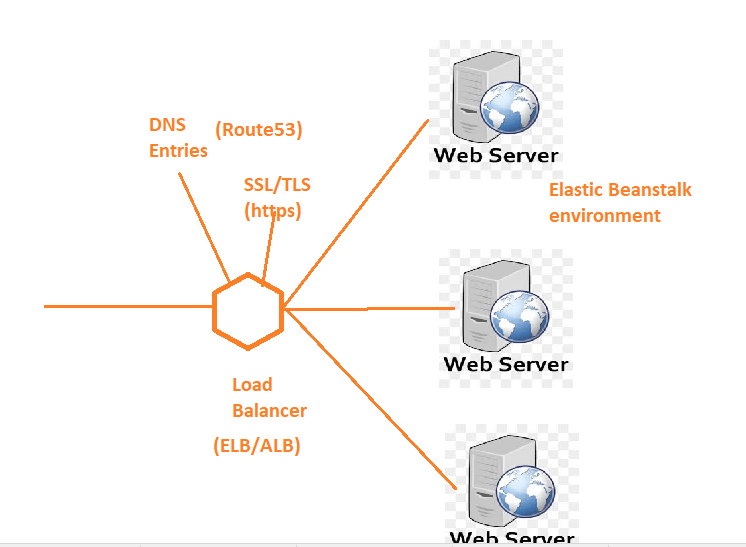 DNS
Entries
(Route53)
SSL/TLS
(https)
Web Server
Elastic Beanstalk
environment
Web Server
Load
Balancer
(ELB/ALB)
Web Server